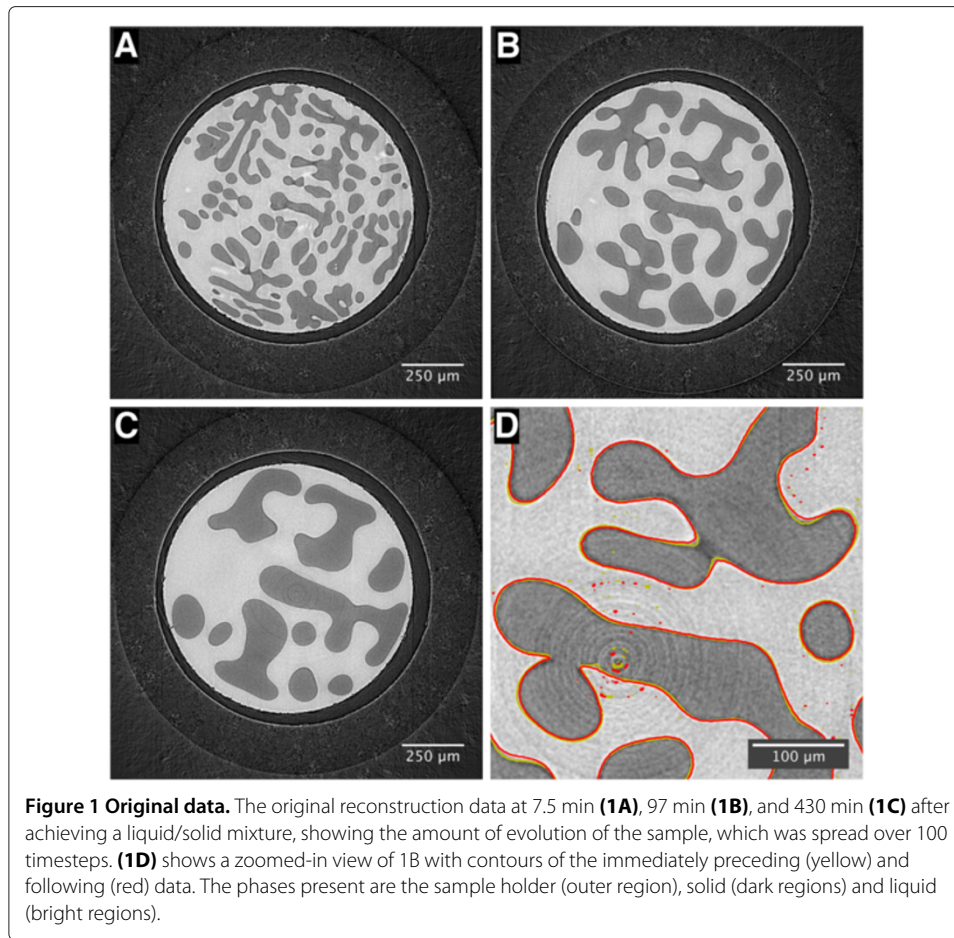 A
B
250 µm
250 µm
C
D
250 µm
100 µm
Figure 1 Original data. The original reconstruction data at 7.5 min (1A), 97 min (1B), and 430 min (1C) after
achieving a liquid/solid mixture, showing the amount of evolution of the sample, which was spread over 100
timesteps. (1D) shows a zoomed-in view of 1B with contours of the immediately preceding (yellow) and
following (red) data. The phases present are the sample holder (outer region), solid (dark regions) and liquid
(bright regions).